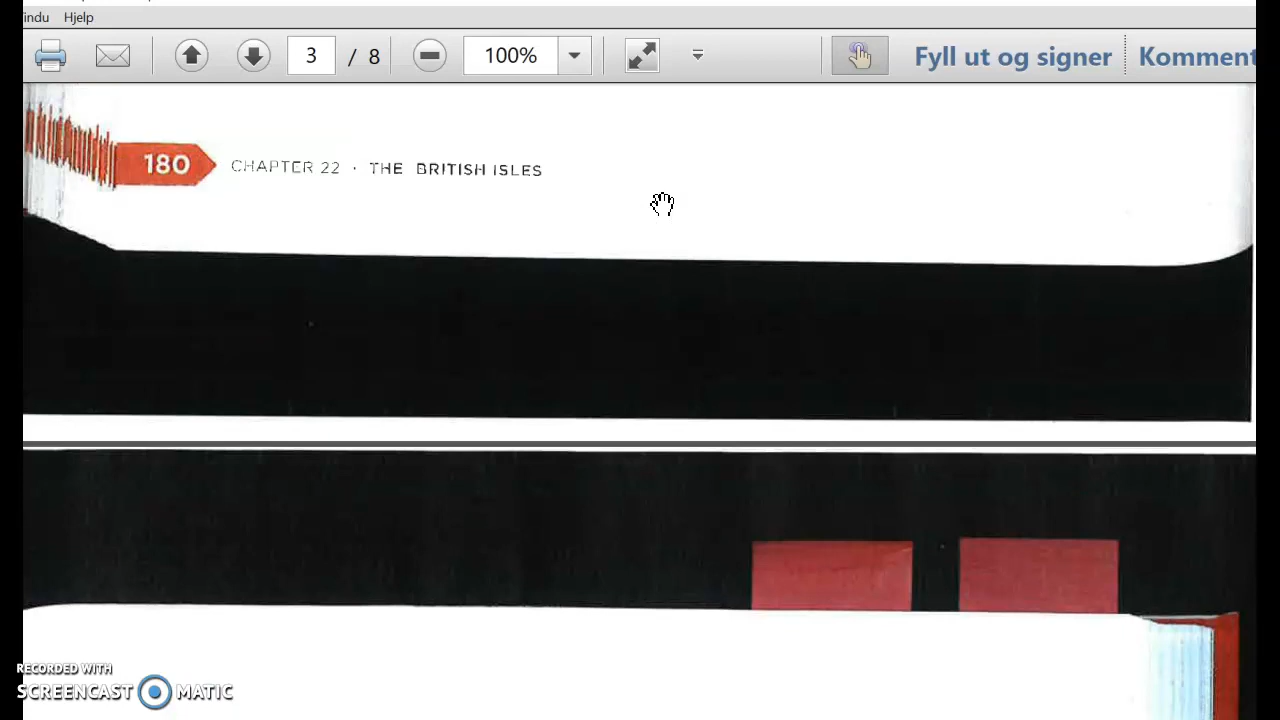 indu Hjelp
3 / 8 100% Fyll ut og signer Komment
180 CHAPTER 22 · THE BRITISH ISLES
RECORDED WITH
SCREENCAST MATIC